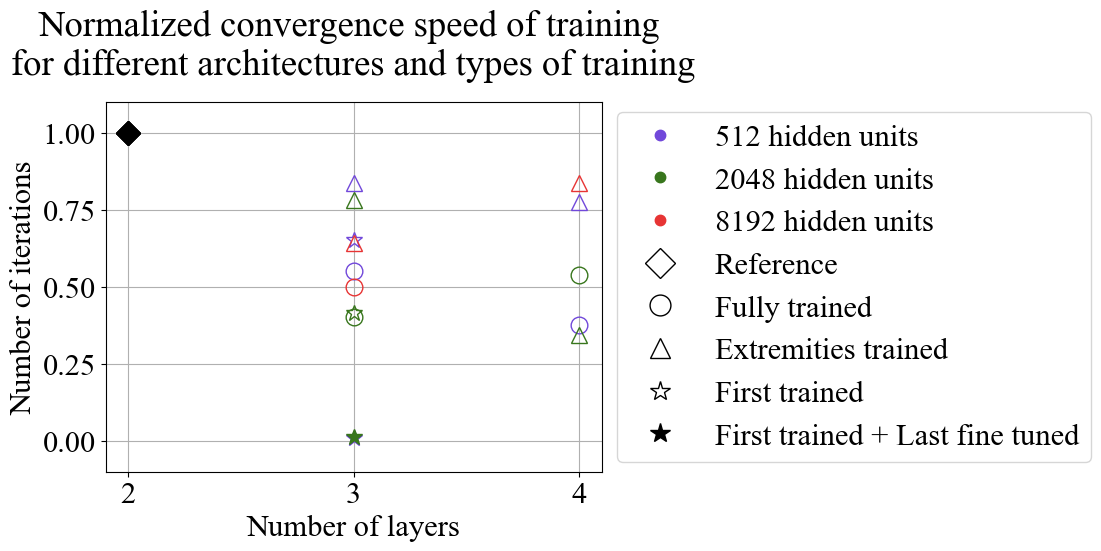 Normalized convergence speed of training
for different architectures and types of training
Number of iterations
1.00
0.75
0.50
0.25
0.00
2
3
4
Number of layers
512 hidden units
2048 hidden units
8192 hidden units
Reference
Fully trained
Extremities trained
First trained
First trained + Last fine tuned